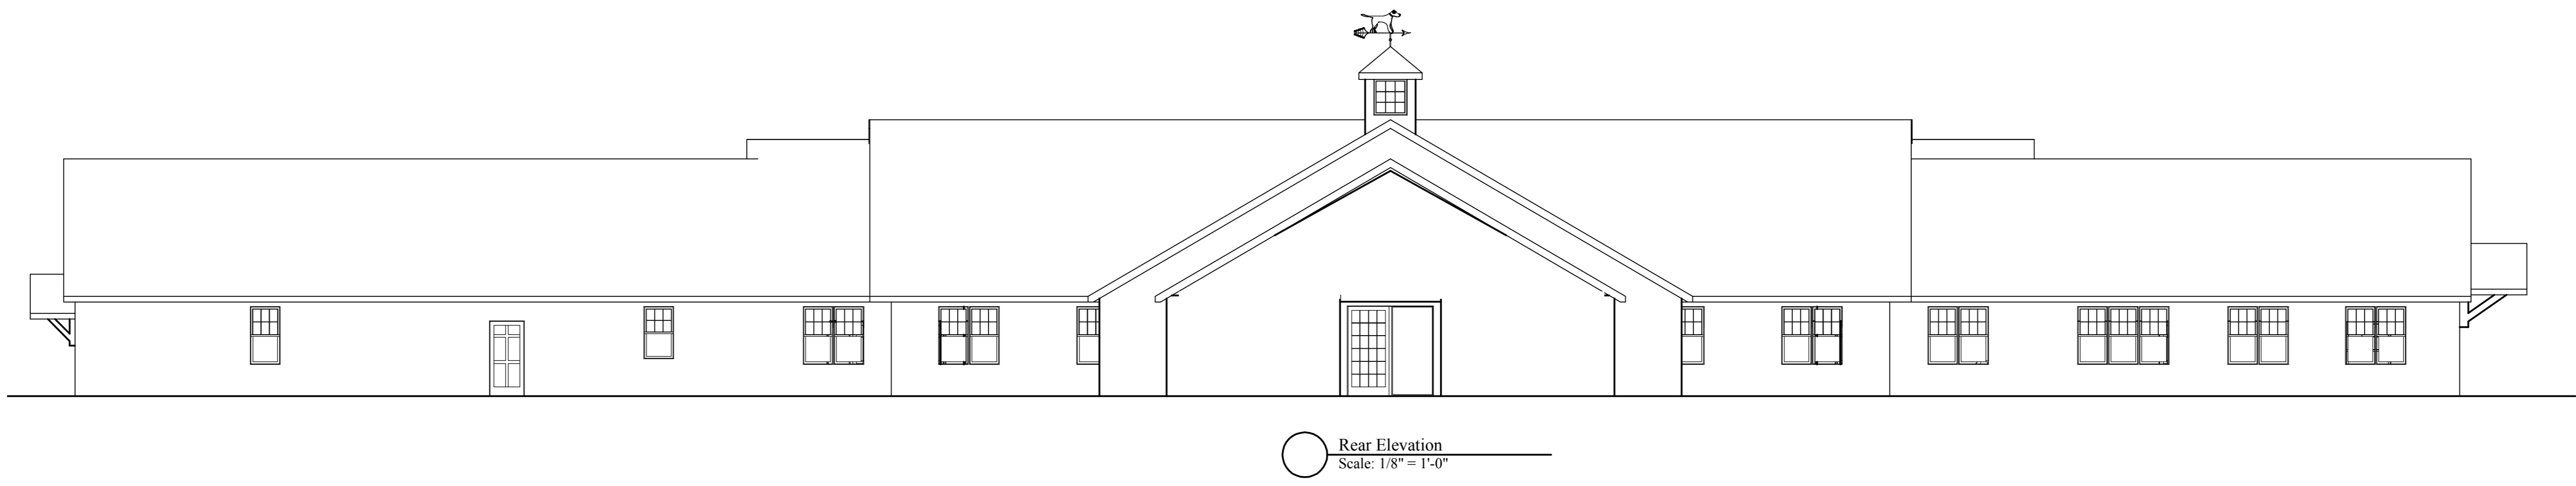 Rear Elevation
Scale: 1/8" = 1'-0"